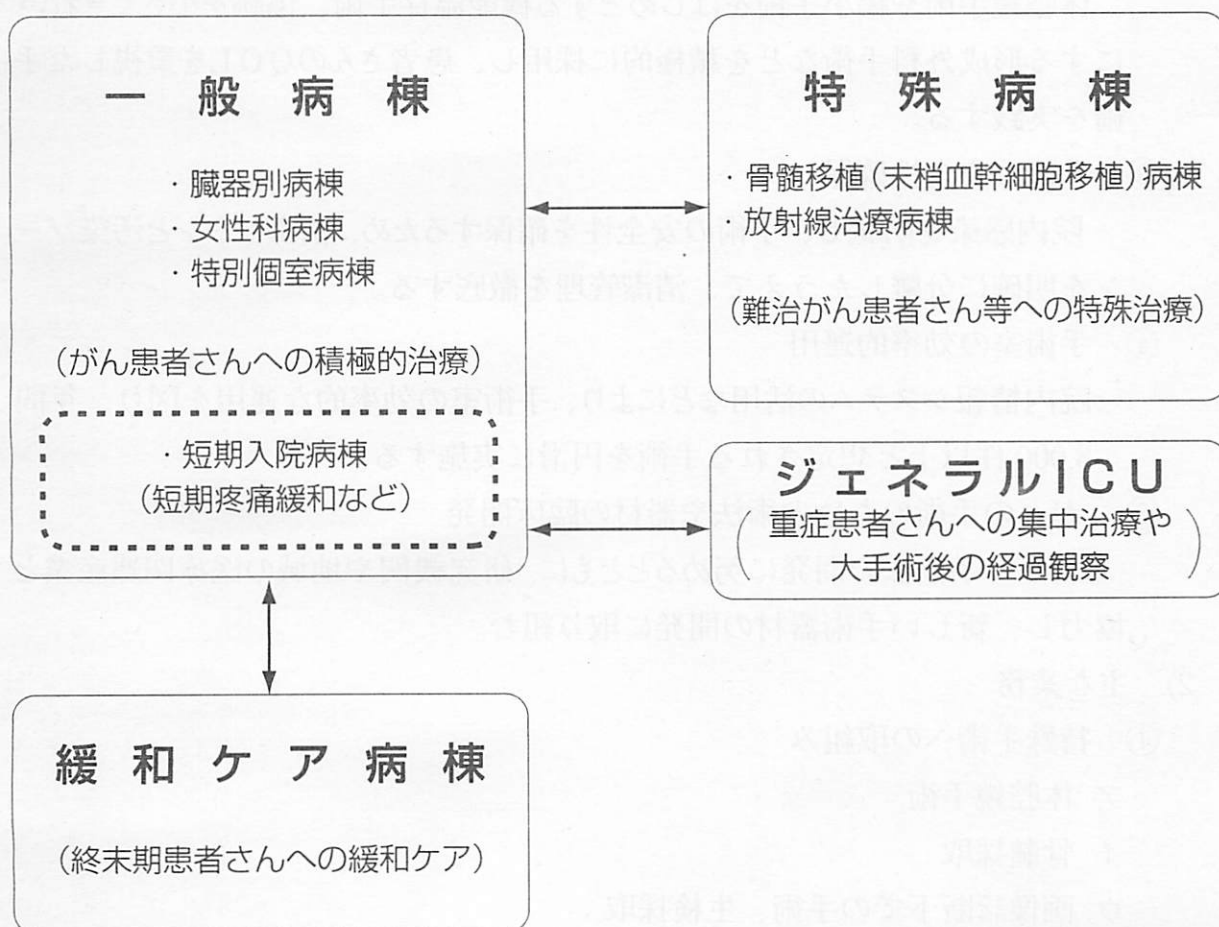 一般病棟
・臓器別病棟
・女性科病棟
・特別個室病棟
(がん患者さんへの積極的治療)
・短期入院病棟
(短期疼痛緩和など)
特殊病棟
・骨髄移植(末梢血幹細胞移植)病棟
放射線治療病棟
(難治がん患者さん等への特殊治療)
ジェネラルICU
(重症患者さんへの集中治療や
大手術後の経過観察)
緩和ケア病棟
(終末期患者さんへの緩和ケア)